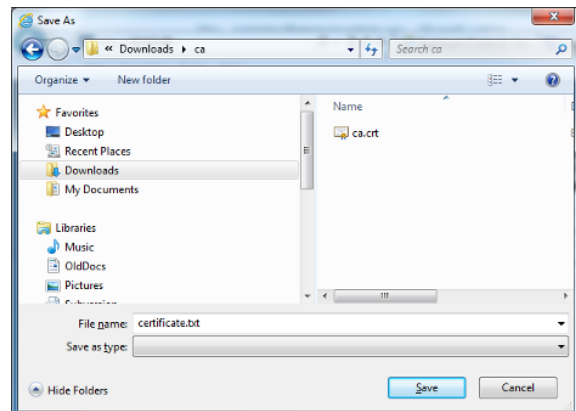 Save As
« Downloads ▸ ca
Search ca
Organize
New folder
Favorites
Desktop
Recent Places
Downloads
My Documents
Libraries
Music
OldDocs
Pictures
Name
ca.crt
File name: certificate.txt
Save as type:
Hide Folders
Save
Cancel